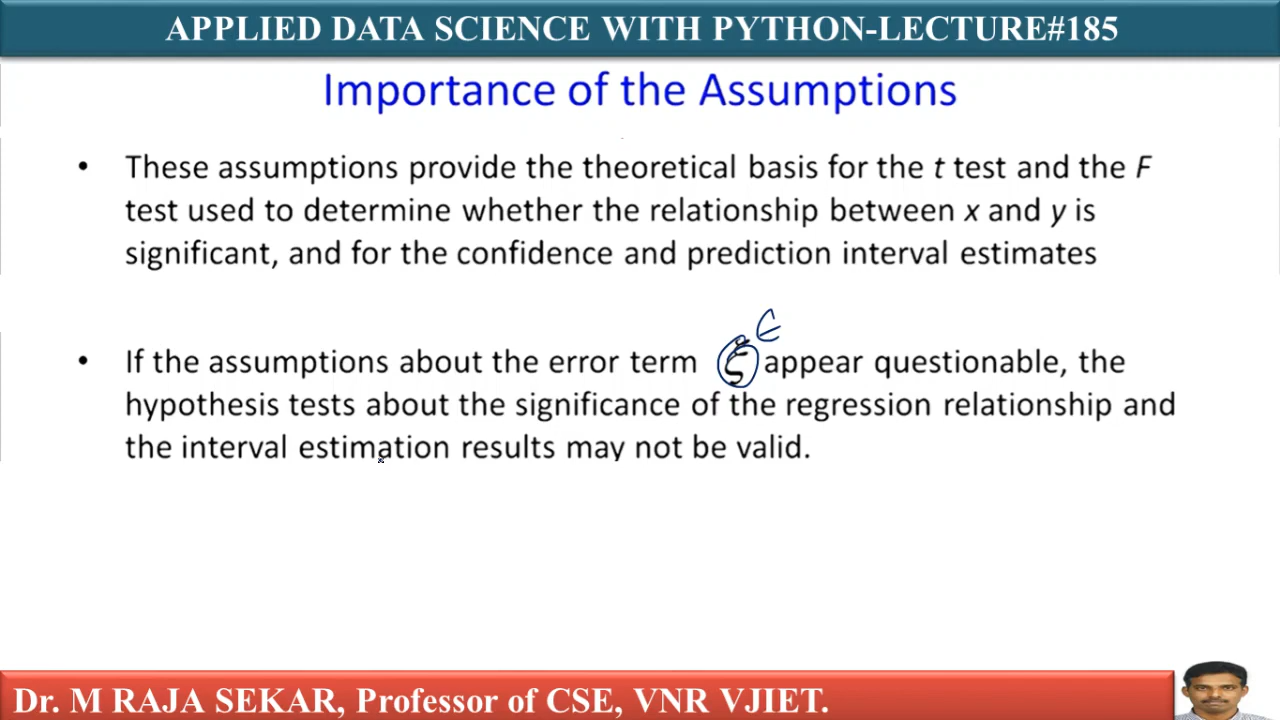 APPLIED DATA SCIENCE WITH PYTHON-LECTURE#185
Importance of the Assumptions
• These assumptions provide the theoretical basis for the t test and the F
test used to determine whether the relationship between x and y is
significant, and for the confidence and prediction interval estimates
ϵ
• If the assumptions about the error term ξ appear questionable, the
hypothesis tests about the significance of the regression relationship and
the interval estimation results may not be valid.
Dr. M RAJA SEKAR, Professor of CSE, VNR VJIET.